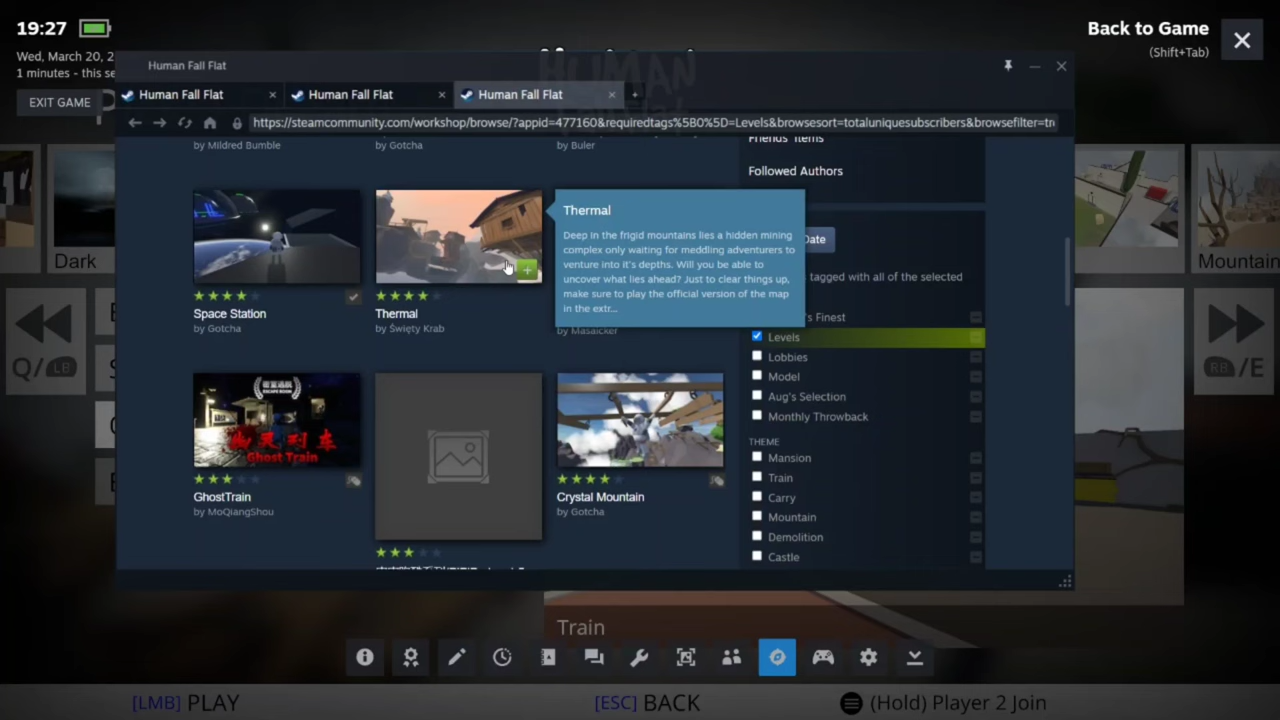 19:27
Wed, March 20, 2
1 minutes - this se
EXIT GAME
Back to Game
(Shift+Tab)
Human Fall Flat
Human Fall Flat
Human Fall Flat
Human Fall Flat
https://steamcommunity.com/workshop/browse/?appid=477160&requiredtags%5B0%5D=Levels&browsesort=totaluniquesubscribers&browsefilter=tr
HUMAN
by Mildred Bumble
by Gotcha
by Buler
Friends' Items
Followed Authors
Date
tagged with all of the selected
Thermal
Deep in the frigid mountains lies a hidden mining
complex only waiting for meddling adventurers to
venture into it's depths. Will you be able to
uncover what lies ahead? Just to clear things up,
make sure to play the official version of the map
in the extr...
Space Station
by Gotcha
Thermal
by Święty Krab
by Masaicker
Ghost Train
GhostTrain
by MoQiangShou
Crystal Mountain
by Gotcha
's Finest
Levels
Lobbies
Model
Aug's Selection
Monthly Throwback
THEME
Mansion
Train
Carry
Mountain
Demolition
Castle
Dark
Mountain
Q/LB
RB/E
Train
[LMB] PLAY
[ESC] BACK
(Hold) Player 2 Join